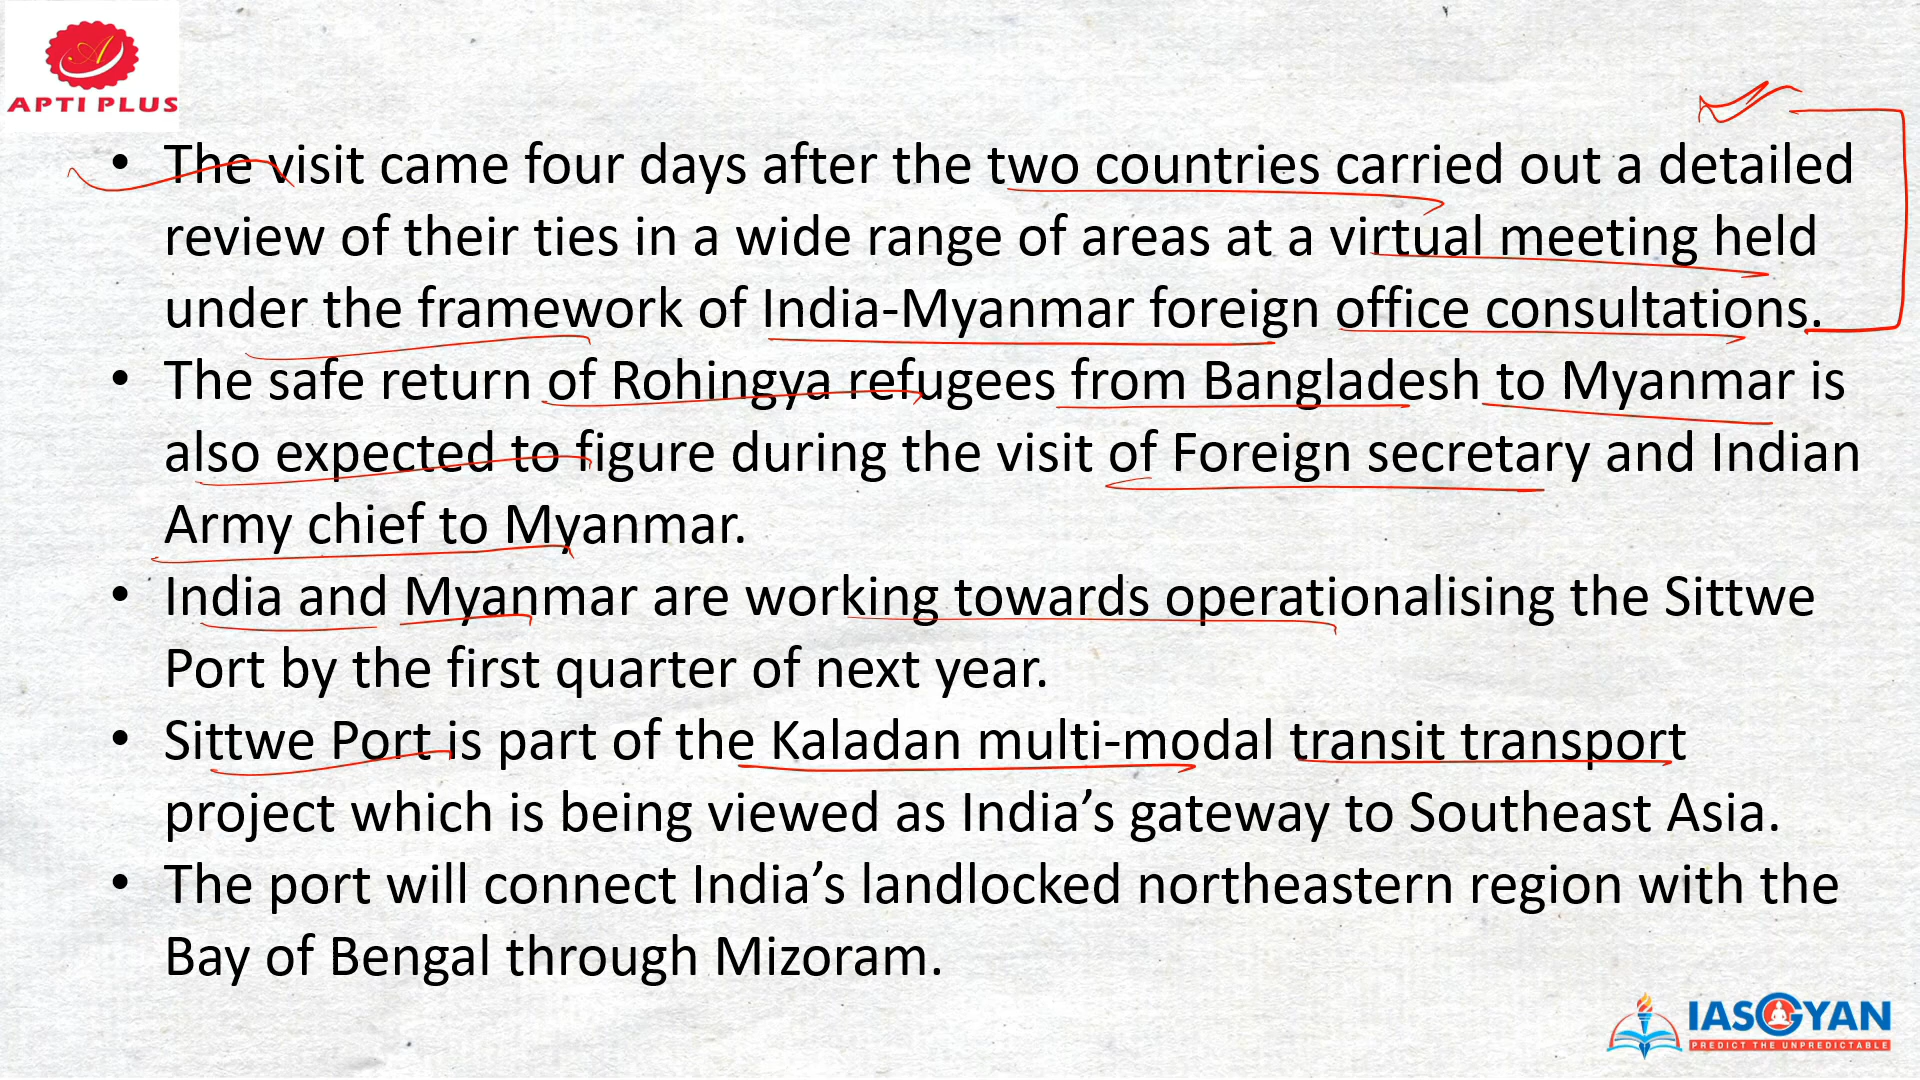 APTI PLUS
• The visit came four days after the two countries carried out a detailed
review of their ties in a wide range of areas at a virtual meeting held
under the framework of India-Myanmar foreign office consultations.
• The safe return of Rohingya refugees from Bangladesh to Myanmar is
also expected to figure during the visit of Foreign secretary and Indian
Army chief to Myanmar.
• India and Myanmar are working towards operationalising the Sittwe
Port by the first quarter of next year.
• Sittwe Port is part of the Kaladan multi-modal transit transport
project which is being viewed as India’s gateway to Southeast Asia.
• The port will connect India’s landlocked northeastern region with the
Bay of Bengal through Mizoram.
IASGYAN
PREDICT THE UNPREDICTABLE